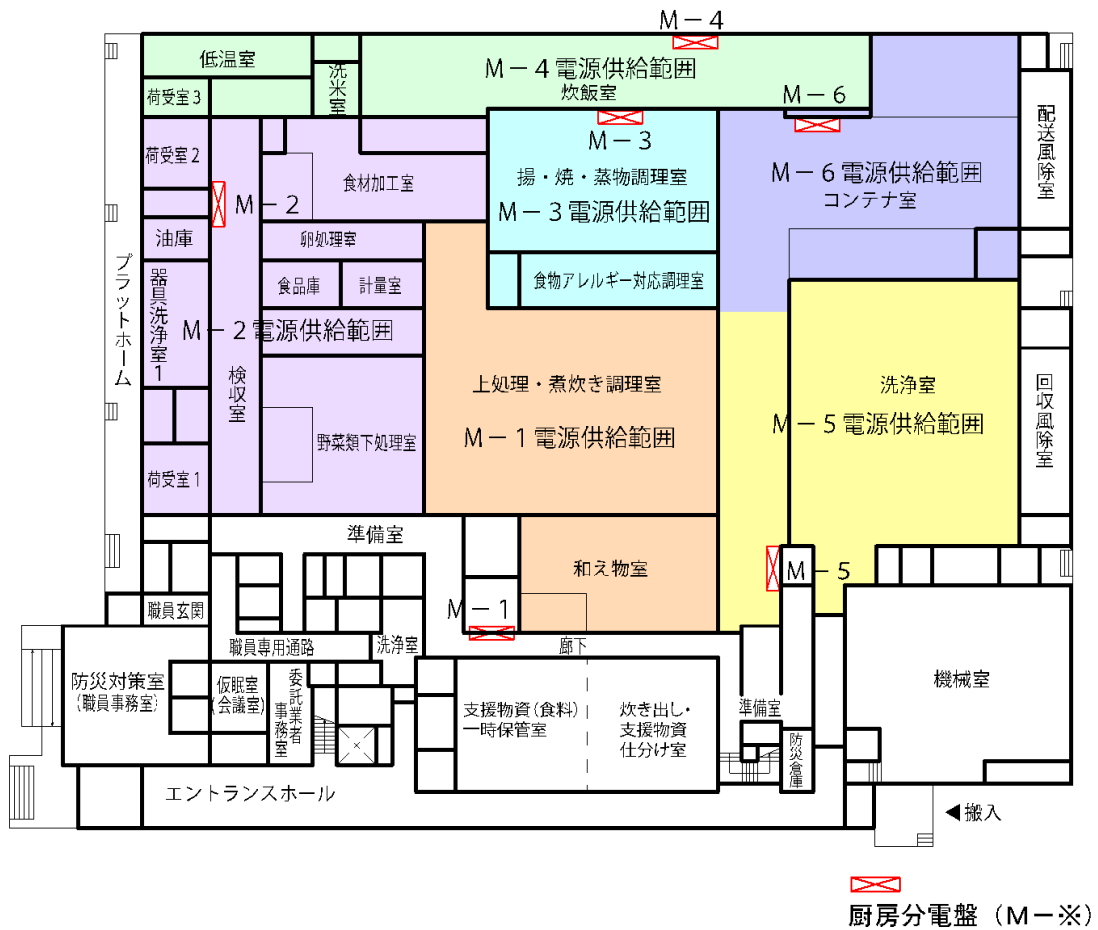 M－4
低温室
M－4電源供給範囲
炊飯室
洗米室
荷受室3
M－6
M－3
配送風除室
荷受室2
食材加工室
揚・焼・蒸物調理室
M－6電源供給範囲
コンテナ室
M－2
M－3電源供給範囲
油庫
卵処理室
プラットホーム
器具洗浄室1
食品庫
計量室
食物アレルギー対応調理室
M－2電源供給範囲
検収室
上処理・煮炊き調理室
洗浄室
回収風除室
M－1電源供給範囲
M－5電源供給範囲
野菜類下処理室
荷受室1
準備室
和え物室
M－5
職員玄関
M－1
職員専用通路
洗浄室
廊下
防災対策室
(職員事務室)
仮眠室
(会議室)
委託業者
事務室
支援物資(食料)
一時保管室
炊き出し・
支援物資
仕分け室
準備室
機械室
防災倉庫
エントランスホール
◀搬入
厨房分電盤（M－※）